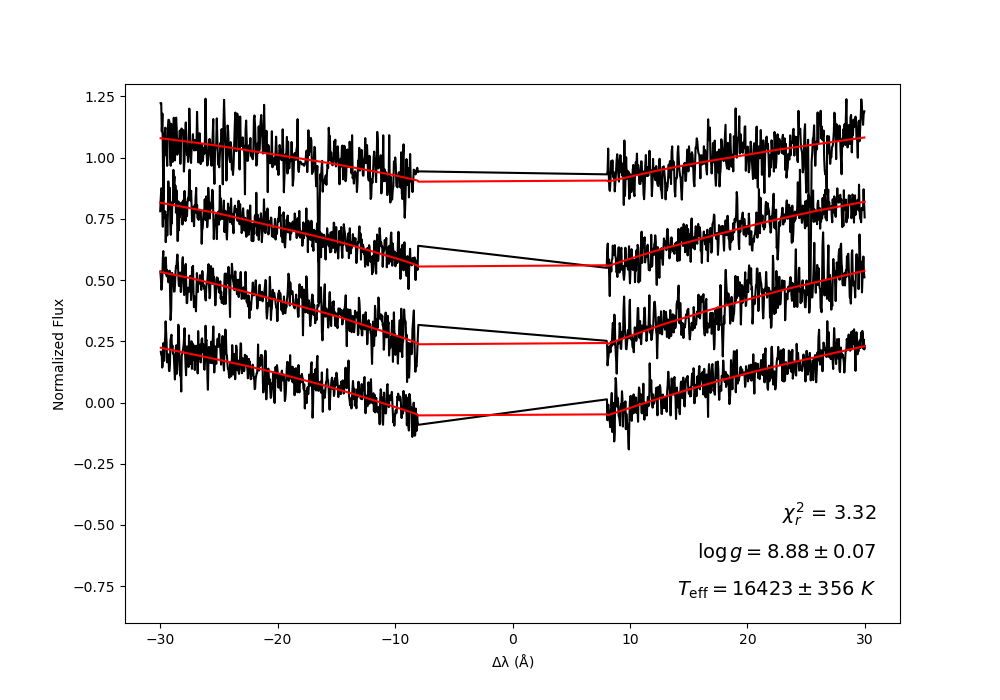 1.25
1.00
0.75
0.50
0.25
0.00
−0.25
−0.50
−0.75
Normalized Flux
χ²ᵣ = 3.32
log g = 8.88 ± 0.07
T_eff = 16423 ± 356 K
−30 −20 −10 0 10 20 30
Δλ (Å)